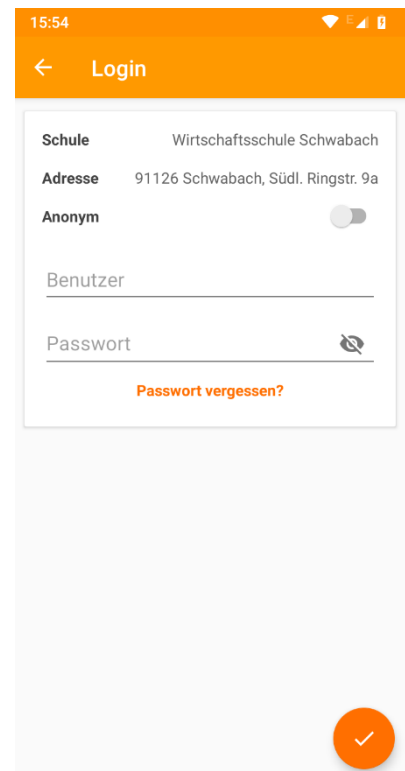 15:54
E
Login
Schule Wirtschaftsschule Schwabach
Adresse 91126 Schwabach, Südl. Ringstr. 9a
Anonym
Benutzer
Passwort
Passwort vergessen?